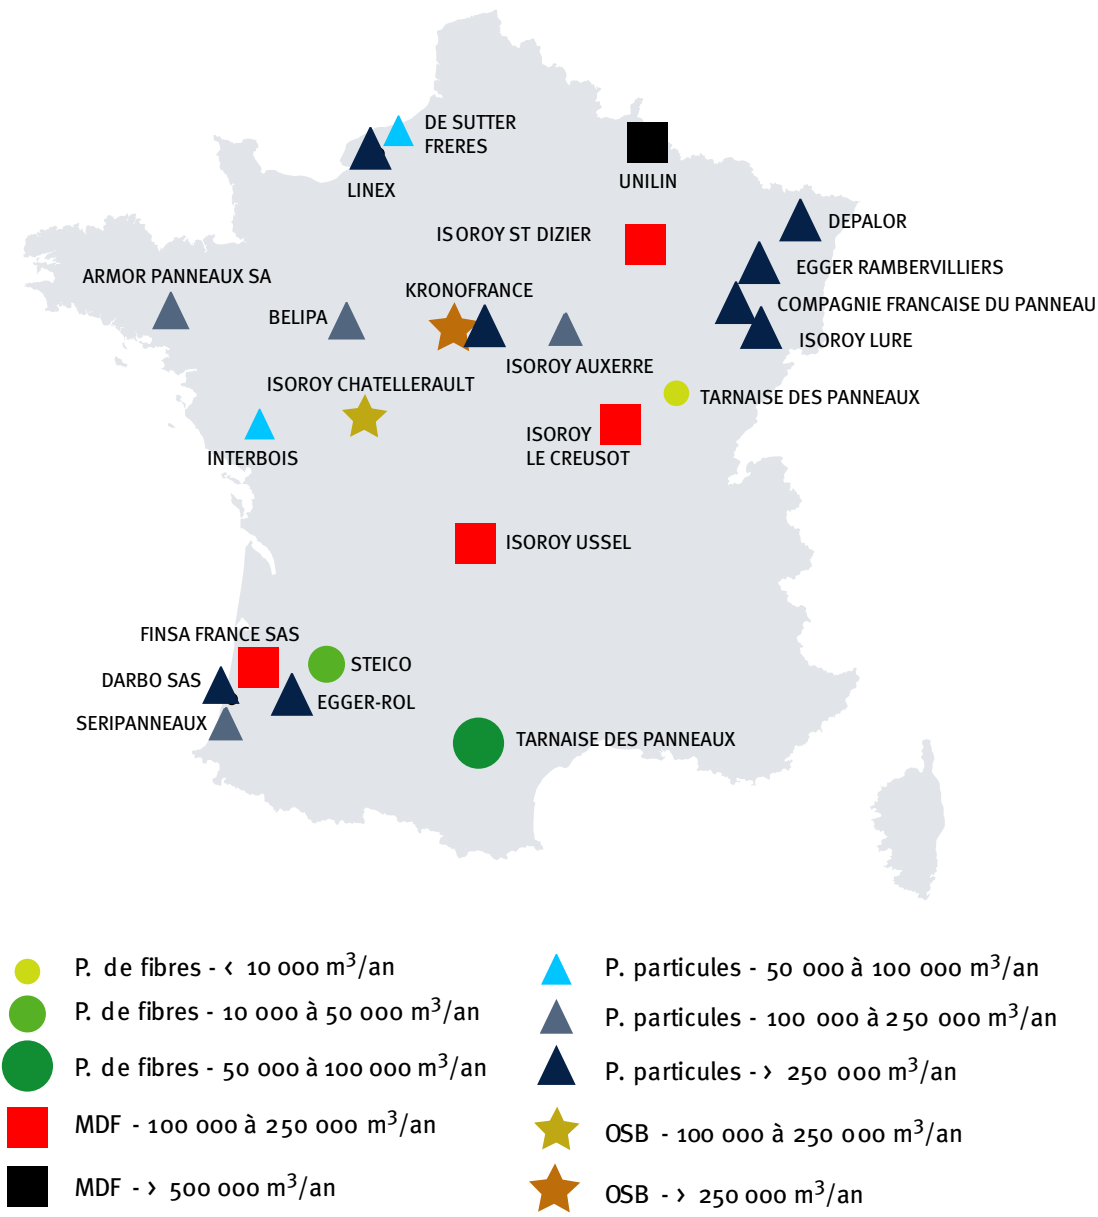 DE SUTTER
FRERES
LINEX
UNILIN
DEPALOR
ISOROY ST DIZIER
EGGER RAMBERVILLIERS
ARMOR PANNEAUX SA
KRONOFRANCE
COMPAGNIE FRANCAISE DU PANNEAU
BELIPA
ISOROY LURE
ISOROY AUXERRE
ISOROY CHATELLERAULT
TARNAISE DES PANNEAUX
ISOROY
LE CREUSOT
INTERBOIS
ISOROY USSEL
FINSA FRANCE SAS
STEICO
DARBO SAS
EGGER-ROL
SERIPANNEAUX
TARNAISE DES PANNEAUX
P. de fibres - < 10 000 m³/an
P. de fibres - 10 000 à 50 000 m³/an
P. de fibres - 50 000 à 100 000 m³/an
MDF - 100 000 à 250 000 m³/an
MDF - > 500 000 m³/an
P. particules - 50 000 à 100 000 m³/an
P. particules - 100 000 à 250 000 m³/an
P. particules - > 250 000 m³/an
OSB - 100 000 à 250 000 m³/an
OSB - > 250 000 m³/an